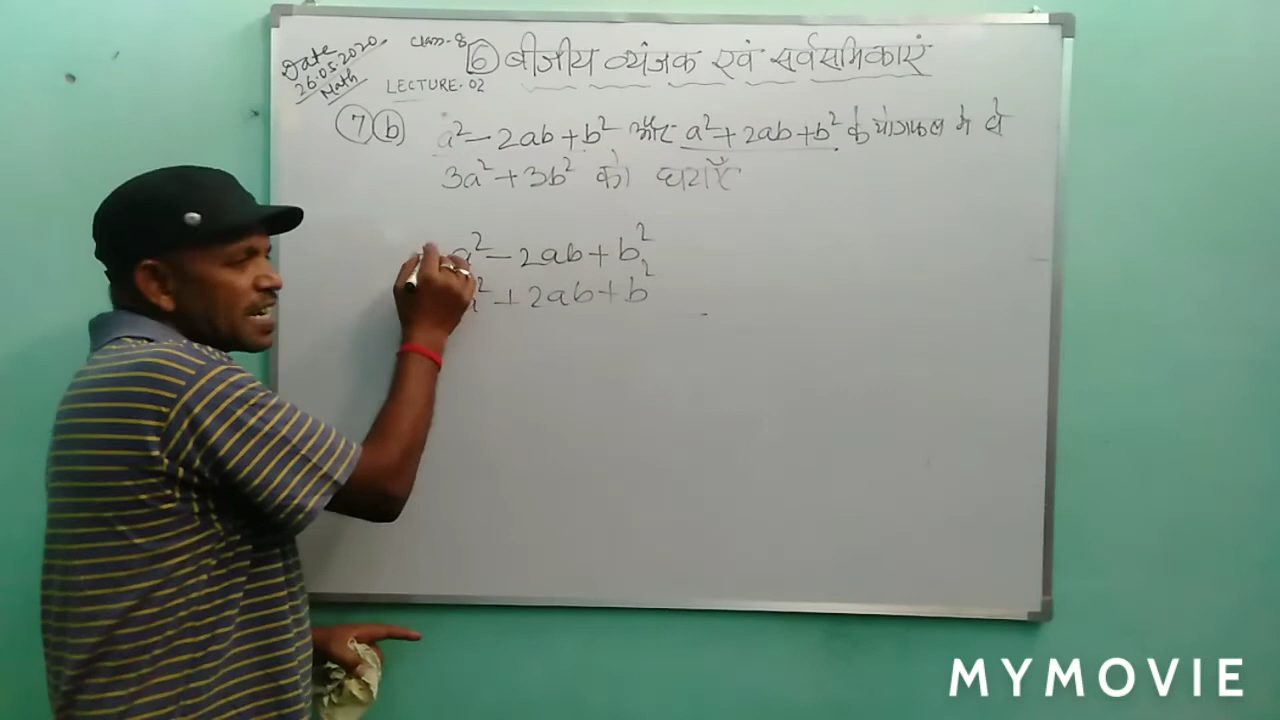 Date
26.05.2020
Math
Class-8
LECTURE-02
⑥ बीजीय व्यंजक एवं सर्वसमिकाएं
7 b a² - 2ab + b² और a² + 2ab + b² के योगफल में से
3a² + 3b² को घटाएँ
a² - 2ab + b²
a² + 2ab + b²
MYMOVIE